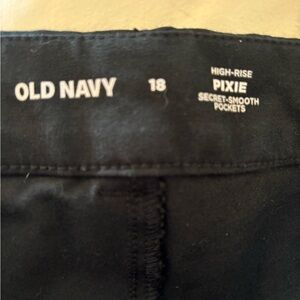 OLD NAVY
18
HIGH-RISE
PIXIE
SECRET-SMOOTH
POCKETS